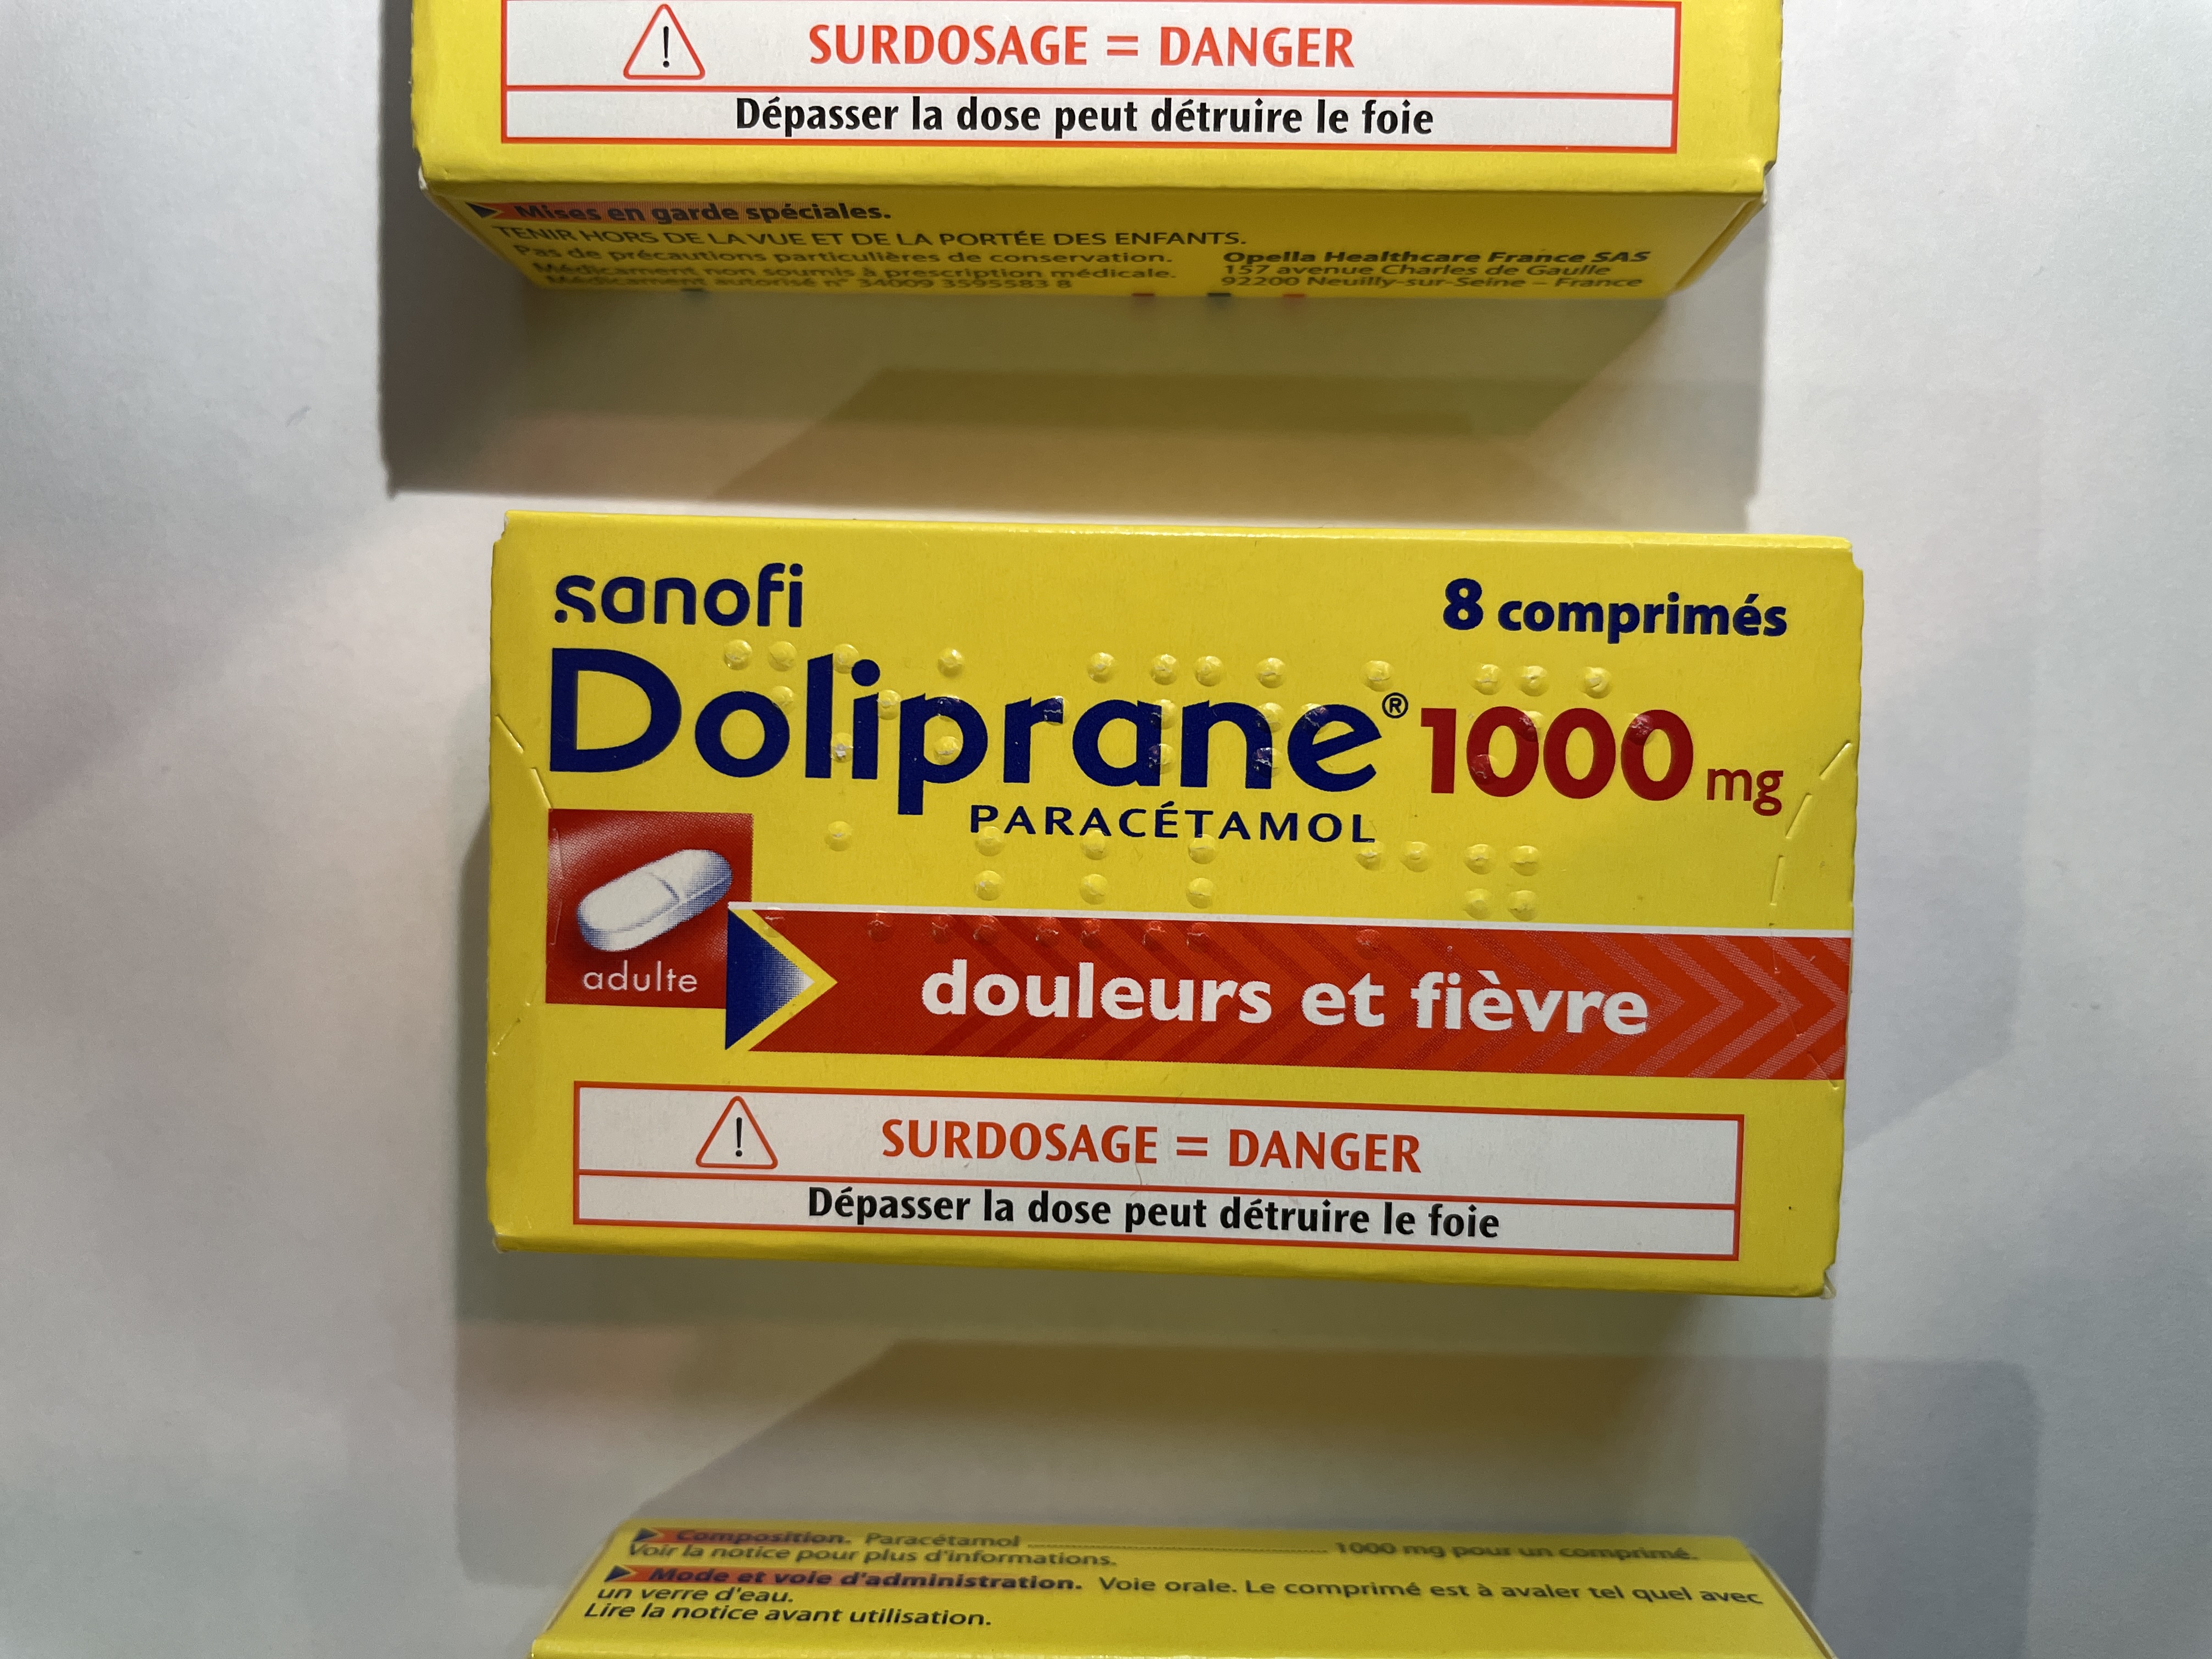 SURDOSAGE = DANGER
Dépasser la dose peut détruire le foie
Mises en garde spéciales.
TENIR HORS DE LA VUE ET DE LA PORTÉE DES ENFANTS.
Pas de précautions particulières de conservation.
Médicament non soumis à prescription médicale.
Médicament autorisé n° 34009 3595583 8
Opella Healthcare France SAS
157 avenue Charles de Gaulle
92200 Neuilly-sur-Seine – France
sanofi
8 comprimés
Doliprane® 1000 mg
PARACÉTAMOL
adulte
douleurs et fièvre
SURDOSAGE = DANGER
Dépasser la dose peut détruire le foie
Composition. Paracétamol 1000 mg pour un comprimé.
Voir la notice pour plus d'informations.
Mode et voie d'administration. Voie orale. Le comprimé est à avaler tel quel avec
un verre d'eau.
Lire la notice avant utilisation.